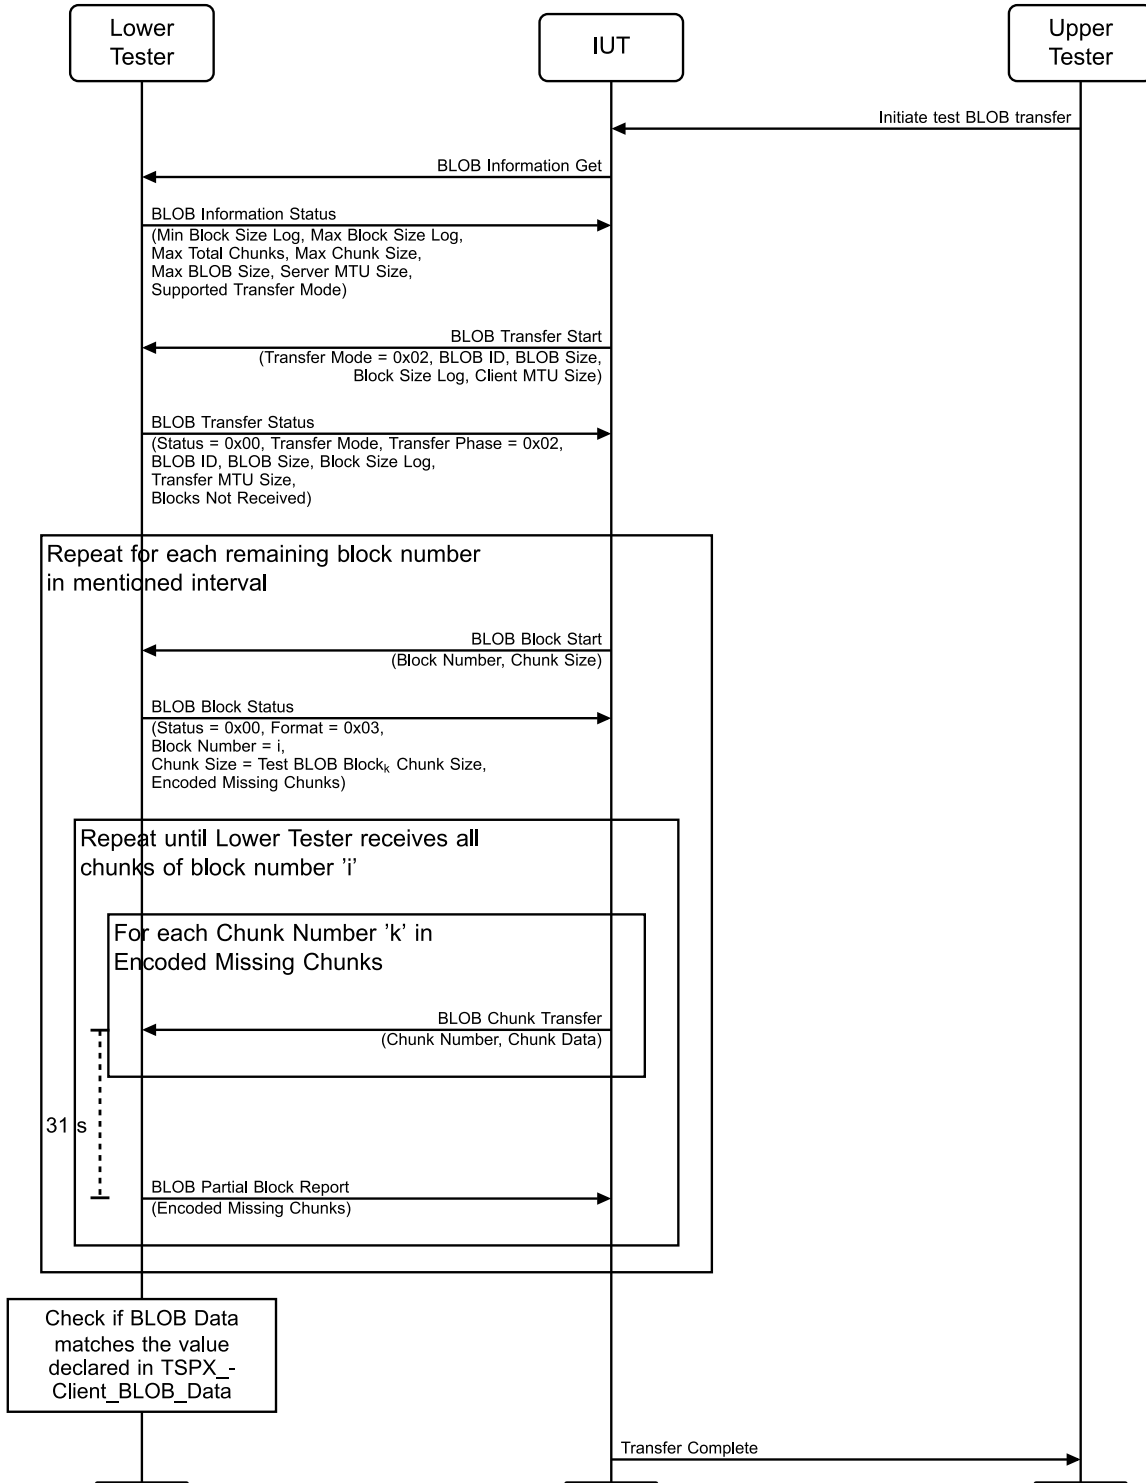 Lower
Tester
IUT
Upper
Tester
Initiate test BLOB transfer
BLOB Information Get
BLOB Information Status
(Min Block Size Log, Max Block Size Log,
Max Total Chunks, Max Chunk Size,
Max BLOB Size, Server MTU Size,
Supported Transfer Mode)
BLOB Transfer Start
(Transfer Mode = 0x02, BLOB ID, BLOB Size,
Block Size Log, Client MTU Size)
BLOB Transfer Status
(Status = 0x00, Transfer Mode, Transfer Phase = 0x02,
BLOB ID, BLOB Size, Block Size Log,
Transfer MTU Size,
Blocks Not Received)
Repeat for each remaining block number
in mentioned interval
BLOB Block Start
(Block Number, Chunk Size)
BLOB Block Status
(Status = 0x00, Format = 0x03,
Block Number = i,
Chunk Size = Test BLOB Blockₖ Chunk Size,
Encoded Missing Chunks)
Repeat until Lower Tester receives all
chunks of block number 'i'
For each Chunk Number 'k' in
Encoded Missing Chunks
BLOB Chunk Transfer
(Chunk Number, Chunk Data)
31 s
BLOB Partial Block Report
(Encoded Missing Chunks)
Check if BLOB Data
matches the value
declared in TSPX_-
Client_BLOB_Data
Transfer Complete